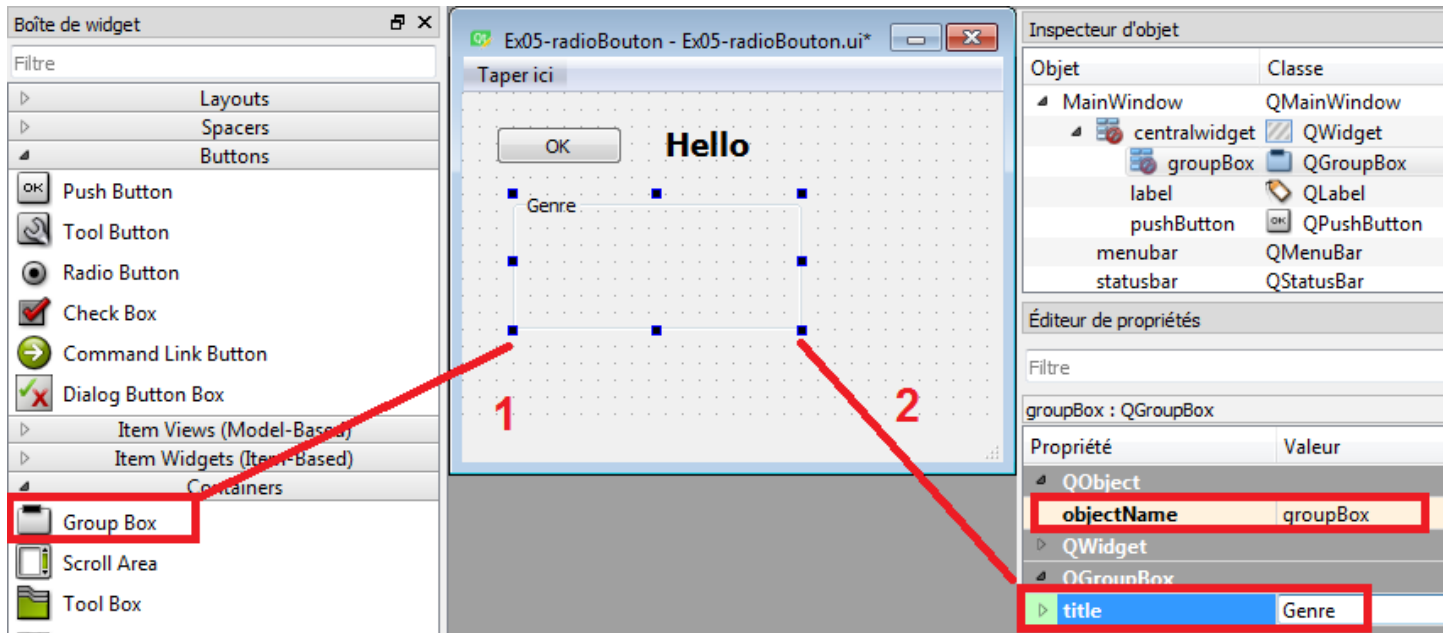 Boîte de widget
Filtre
Layouts
Spacers
Buttons
Push Button
Tool Button
Radio Button
Check Box
Command Link Button
Dialog Button Box
Item Views (Model-Based)
Item Widgets (Item-Based)
Containers
Group Box
Scroll Area
Tool Box
Ex05-radioBouton - Ex05-radioBouton.ui*
Taper ici
OK Hello
Genre
1
2
Inspecteur d'objet
Objet Classe
MainWindow QMainWindow
centralwidget QWidget
groupBox QGroupBox
label QLabel
pushButton QPushButton
menubar QMenuBar
statusbar QStatusBar
Éditeur de propriétés
Filtre
groupBox : QGroupBox
Propriété Valeur
QObject
objectName groupBox
QWidget
QGroupBox
title Genre